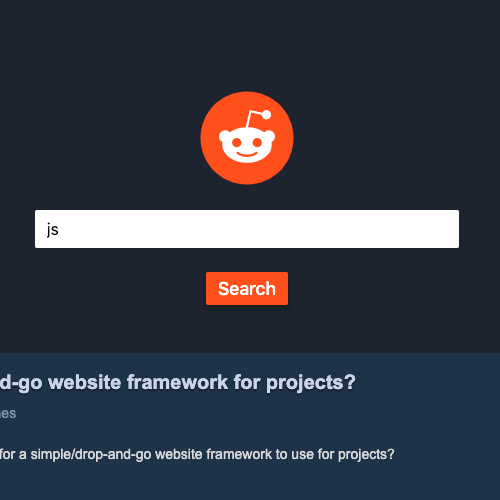 js
Search
d-go website framework for projects?
es
for a simple/drop-and-go website framework to use for projects?